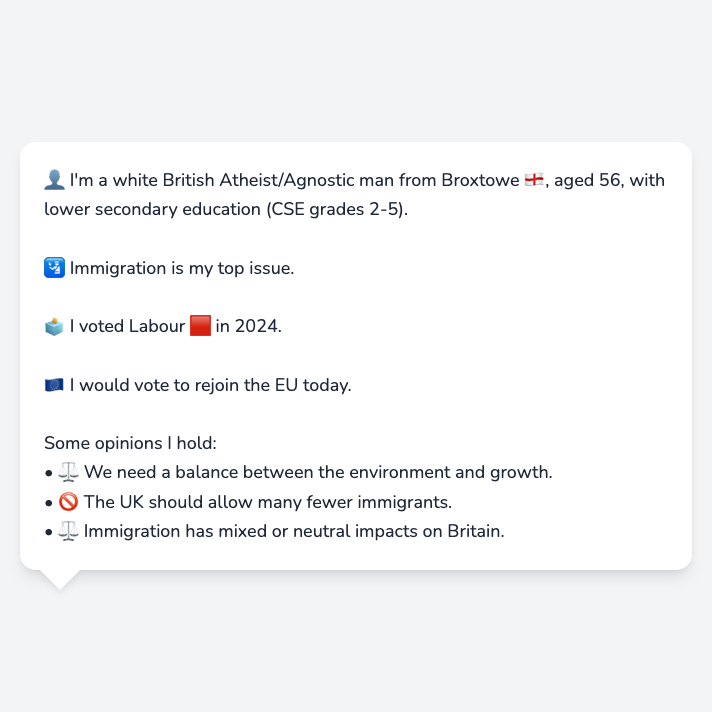 👤 I'm a white British Atheist/Agnostic man from Broxtowe 🏴󠁧󠁢󠁥󠁮󠁧󠁿, aged 56, with
lower secondary education (CSE grades 2-5).
🛂 Immigration is my top issue.
🗳️ I voted Labour 🟥 in 2024.
🇪🇺 I would vote to rejoin the EU today.
Some opinions I hold:
• ⚖️ We need a balance between the environment and growth.
• 🚫 The UK should allow many fewer immigrants.
• ⚖️ Immigration has mixed or neutral impacts on Britain.